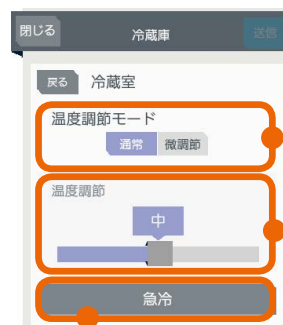 閉じる 冷蔵庫 送信
戻る 冷蔵室
温度調節モード
通常 微調節
温度調節
中
急冷